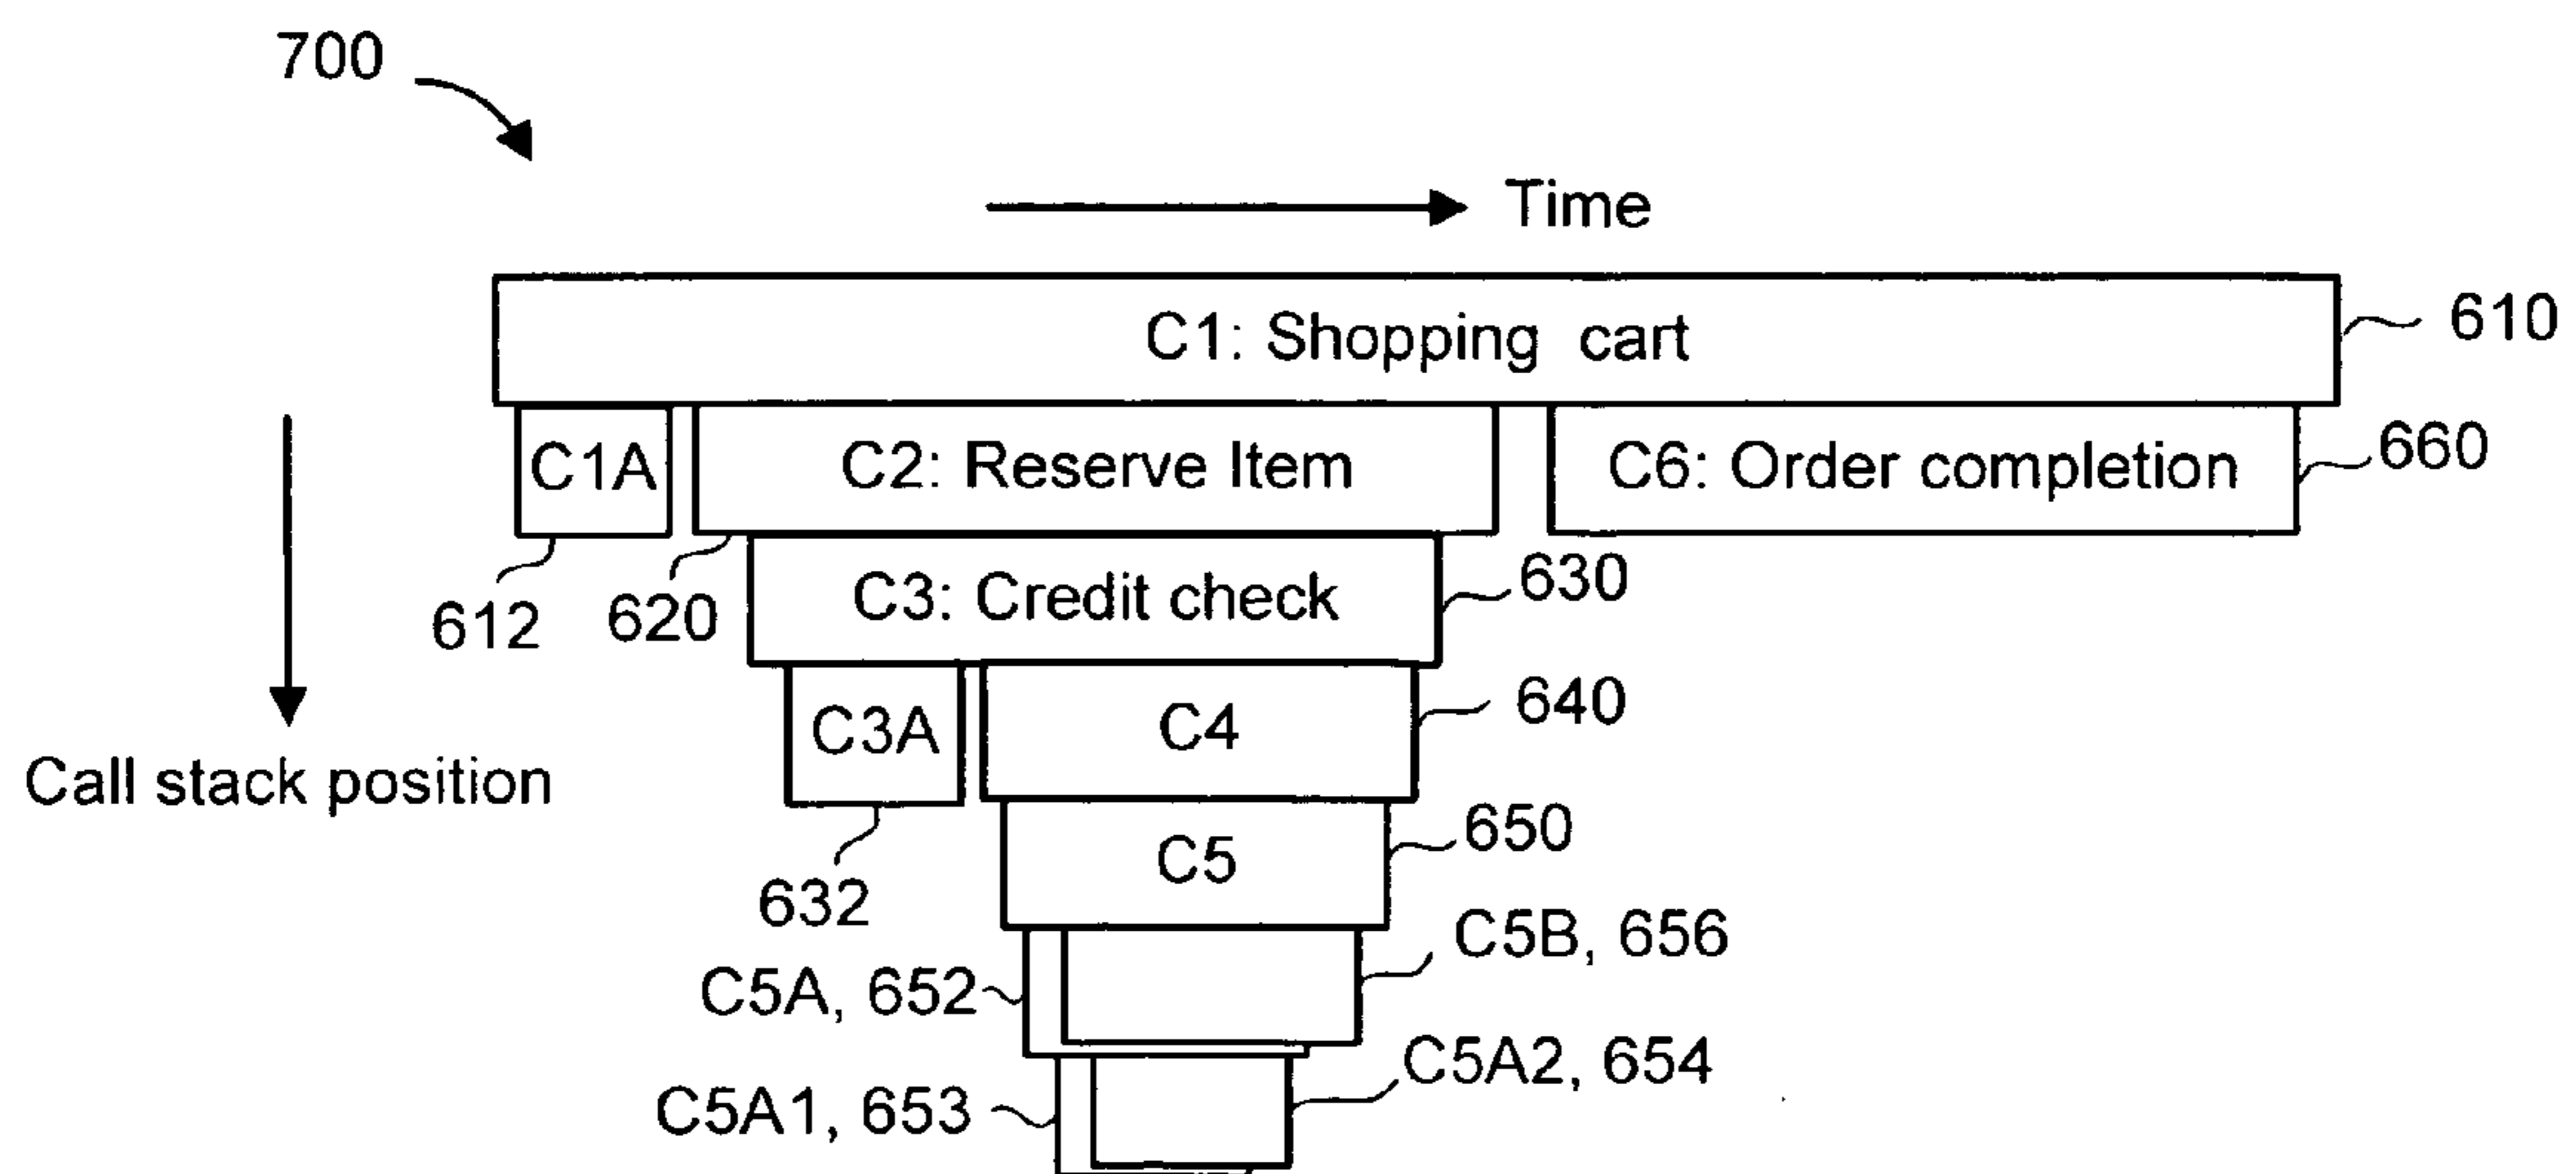 700
Time
C1: Shopping cart
610
C1A
C2: Reserve Item
C6: Order completion
660
612
620
C3: Credit check
630
C3A
C4
640
Call stack position
632
C5
650
C5A, 652
C5B, 656
C5A1, 653
C5A2, 654